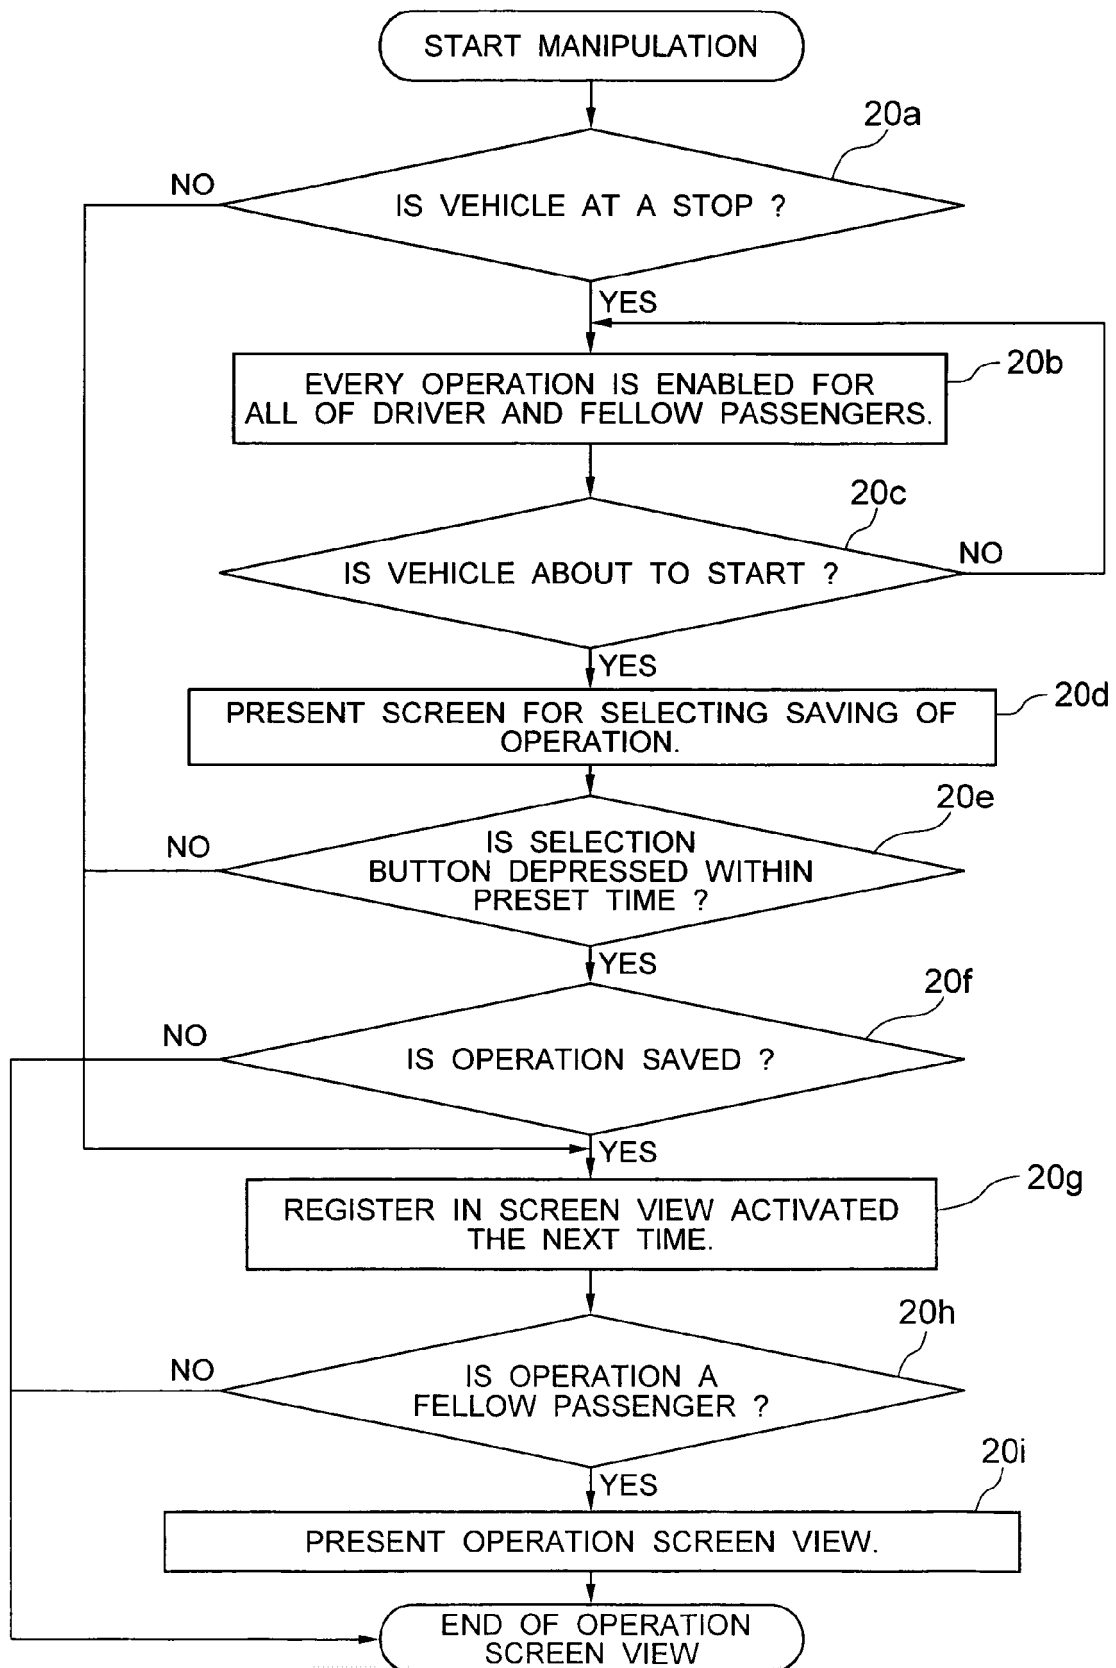 START MANIPULATION
20a
NO
IS VEHICLE AT A STOP ?
YES
20b
EVERY OPERATION IS ENABLED FOR
ALL OF DRIVER AND FELLOW PASSENGERS.
20c
IS VEHICLE ABOUT TO START ?
NO
YES
20d
PRESENT SCREEN FOR SELECTING SAVING OF
OPERATION.
20e
NO
IS SELECTION
BUTTON DEPRESSED WITHIN
PRESET TIME ?
YES
20f
NO
IS OPERATION SAVED ?
YES
20g
REGISTER IN SCREEN VIEW ACTIVATED
THE NEXT TIME.
20h
NO
IS OPERATION A
FELLOW PASSENGER ?
YES
20i
PRESENT OPERATION SCREEN VIEW.
END OF OPERATION
SCREEN VIEW